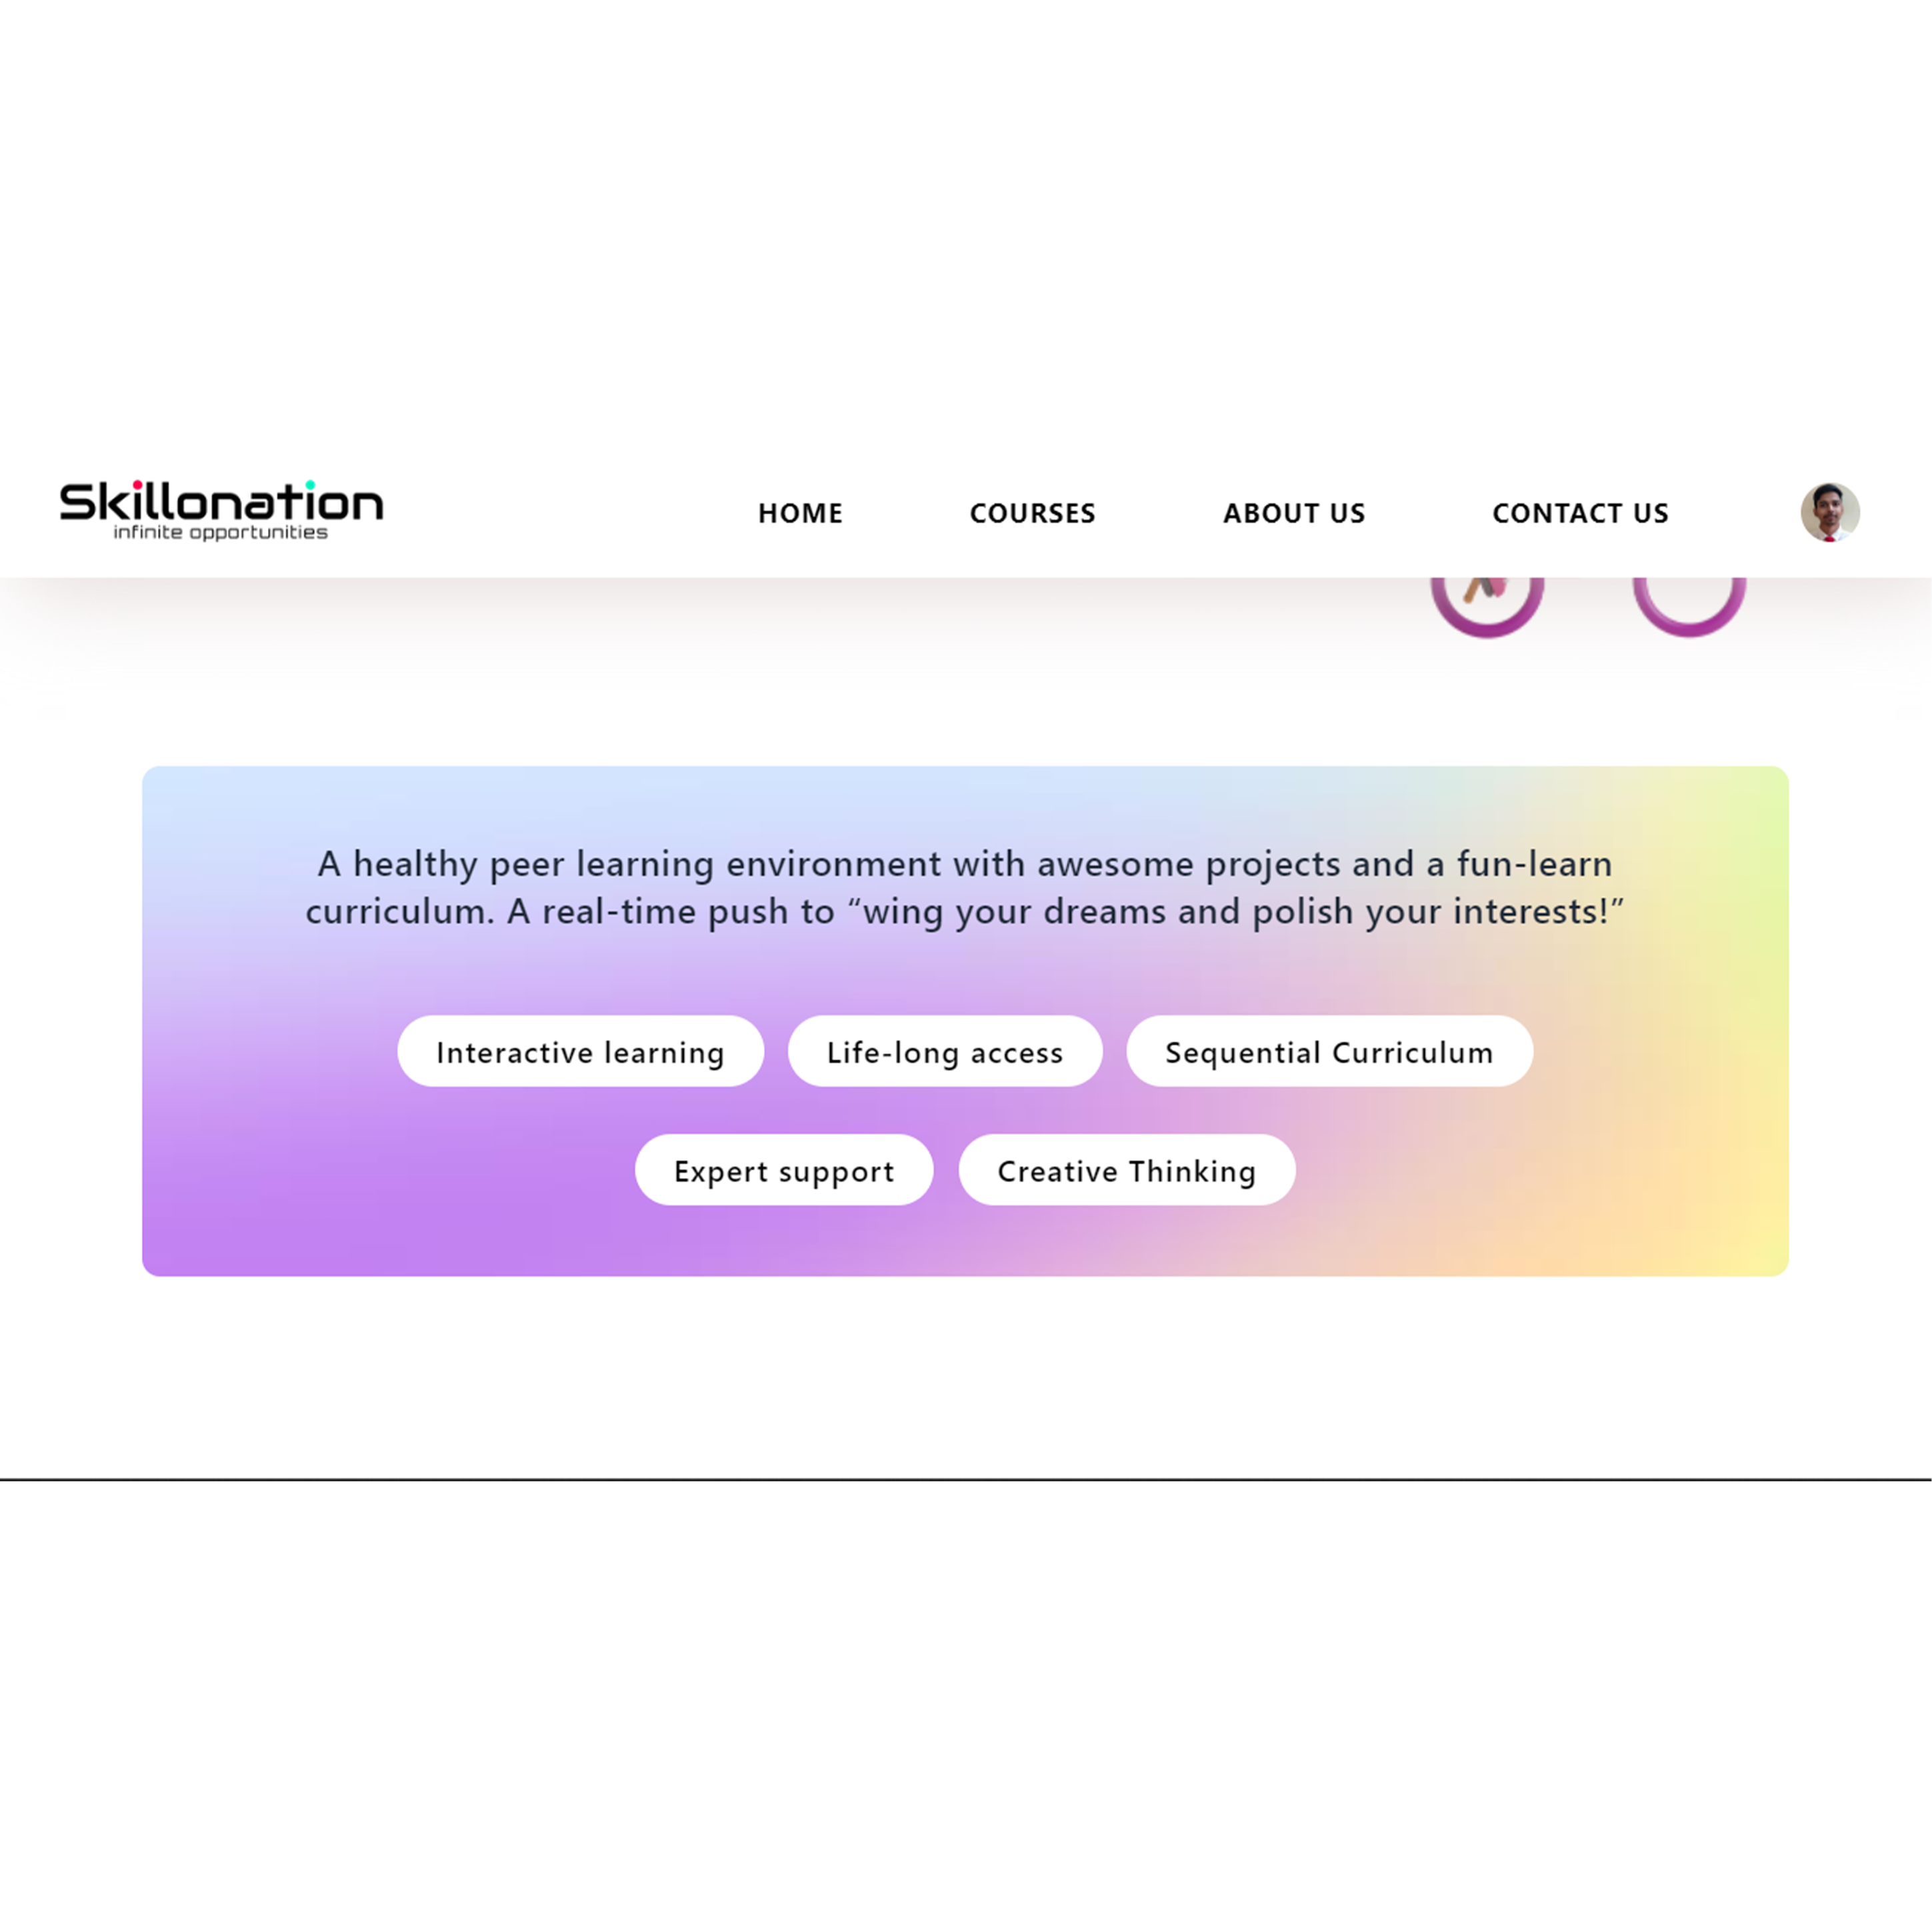 Skillonation
infinite opportunities
HOME COURSES ABOUT US CONTACT US
A healthy peer learning environment with awesome projects and a fun-learn
curriculum. A real-time push to “wing your dreams and polish your interests!”
Interactive learning Life-long access Sequential Curriculum
Expert support Creative Thinking